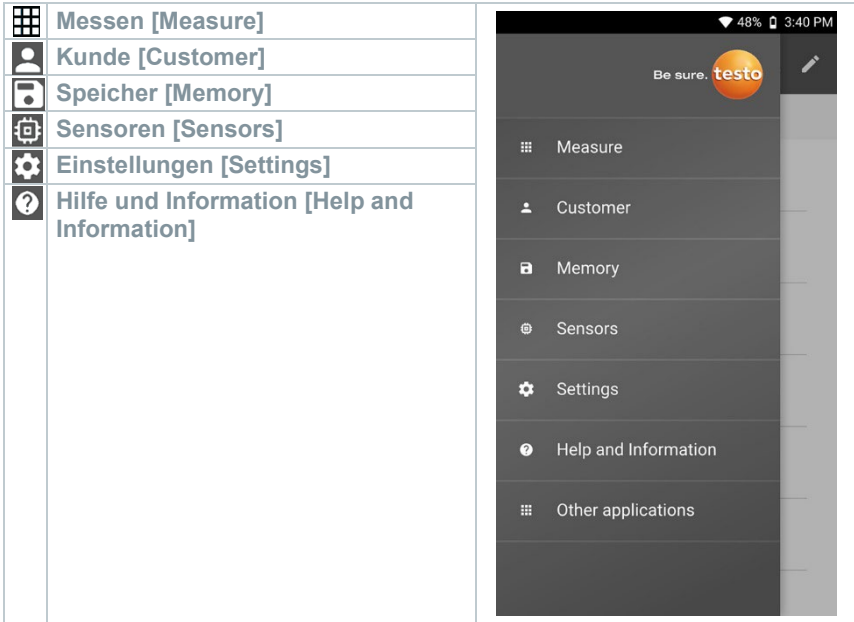 Messen [Measure]
Kunde [Customer]
Speicher [Memory]
Sensoren [Sensors]
Einstellungen [Settings]
Hilfe und Information [Help and
Information]
48% 3:40 PM
Be sure. testo
Measure
Customer
Memory
Sensors
Settings
Help and Information
Other applications